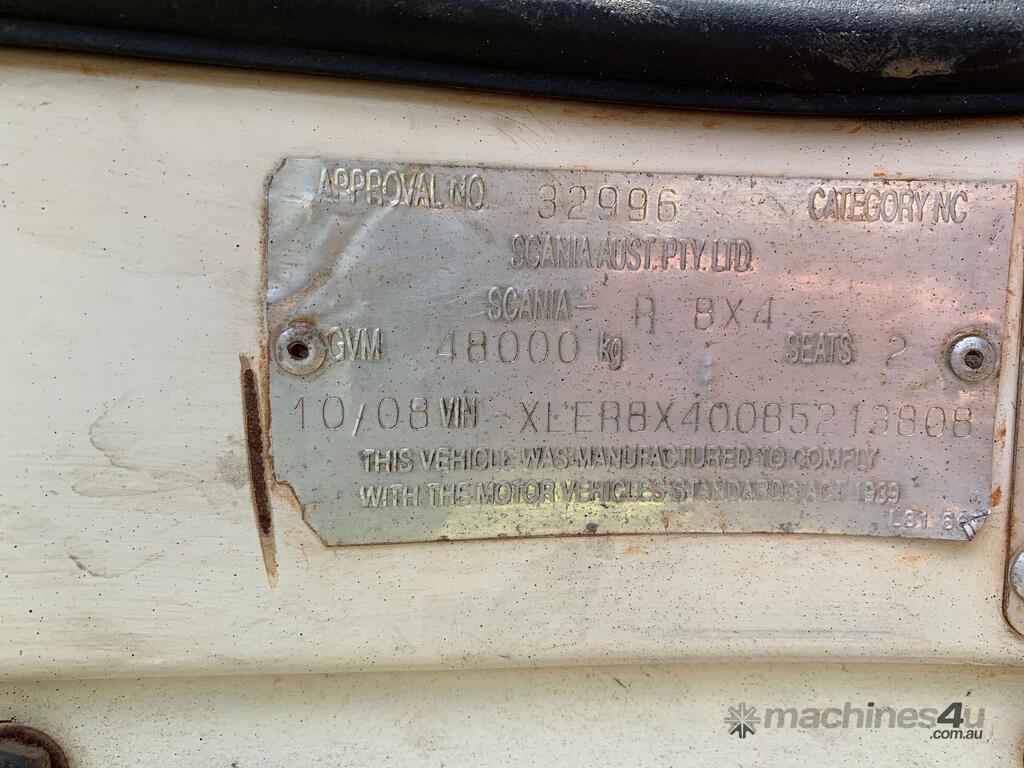 APPROVAL NO. 32996 CATEGORY NC
SCANIA AUST. PTY. LTD.
SCANIA - R 8X4
GVM 48000 kg SEATS 2
10/08 VIN - XLER8X40085213808
THIS VEHICLE WAS MANUFACTURED TO COMPLY
WITH THE MOTOR VEHICLES STANDARDS ACT 1989
machines4u
.com.au